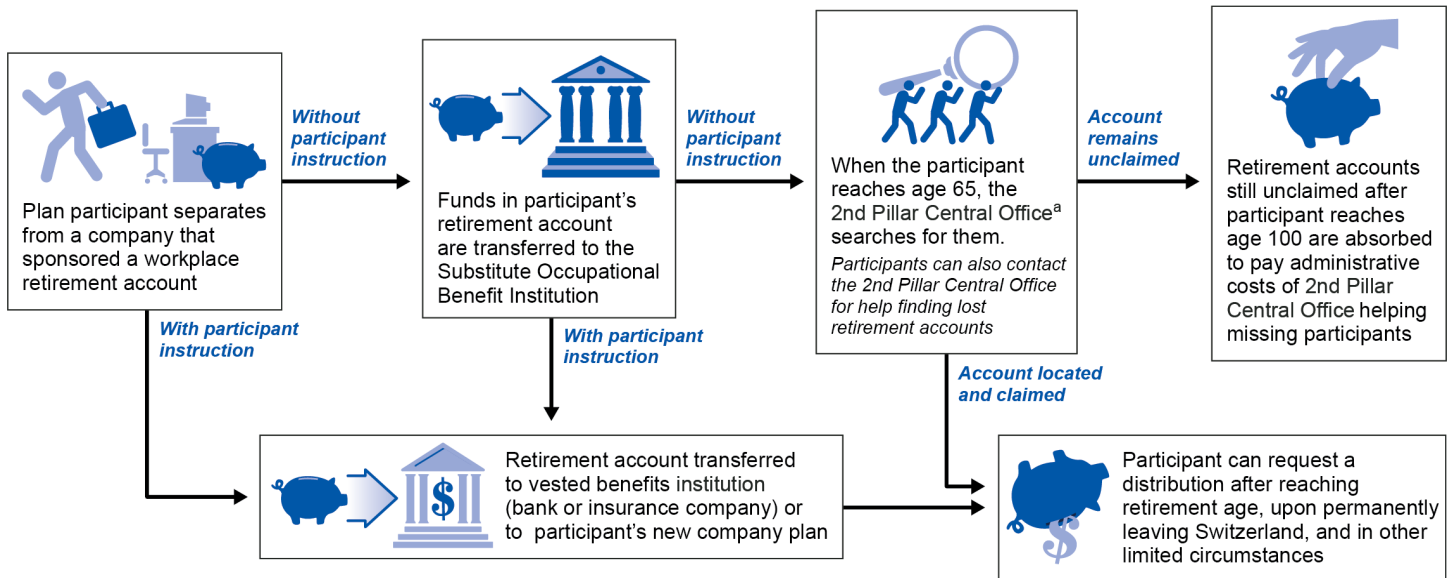 Plan participant separates
from a company that
sponsored a workplace
retirement account
Without
participant
instruction
With participant
instruction
Funds in participant’s
retirement account
are transferred to the
Substitute Occupational
Benefit Institution
Without
participant
instruction
With participant
instruction
When the participant
reaches age 65, the
2nd Pillar Central Officeª
searches for them.
Participants can also contact
the 2nd Pillar Central Office
for help finding lost
retirement accounts
Account
remains
unclaimed
Account located
and claimed
Retirement accounts
still unclaimed after
participant reaches
age 100 are absorbed
to pay administrative
costs of 2nd Pillar
Central Office helping
missing participants
$
Retirement account transferred
to vested benefits institution
(bank or insurance company) or
to participant’s new company plan
$
Participant can request a
distribution after reaching
retirement age, upon permanently
leaving Switzerland, and in other
limited circumstances